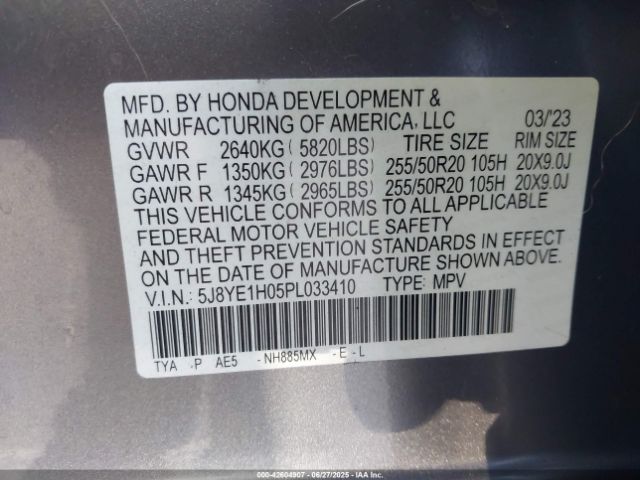 MFD. BY HONDA DEVELOPMENT &
MANUFACTURING OF AMERICA, LLC 03/'23
GVWR 2640KG ( 5820LBS) TIRE SIZE RIM SIZE
GAWR F 1350KG ( 2976LBS) 255/50R20 105H 20X9.0J
GAWR R 1345KG ( 2965LBS) 255/50R20 105H 20X9.0J
THIS VEHICLE CONFORMS TO ALL APPLICABLE
FEDERAL MOTOR VEHICLE SAFETY
AND THEFT PREVENTION STANDARDS IN EFFECT
ON THE DATE OF MANUFACTURE SHOWN ABOVE.
V.I.N.: 5J8YE1H05PL033410 TYPE: MPV
TYA -P AE5 -NH885MX -E -L
000-42604907 - 06/27/2025 - IAAI.COM